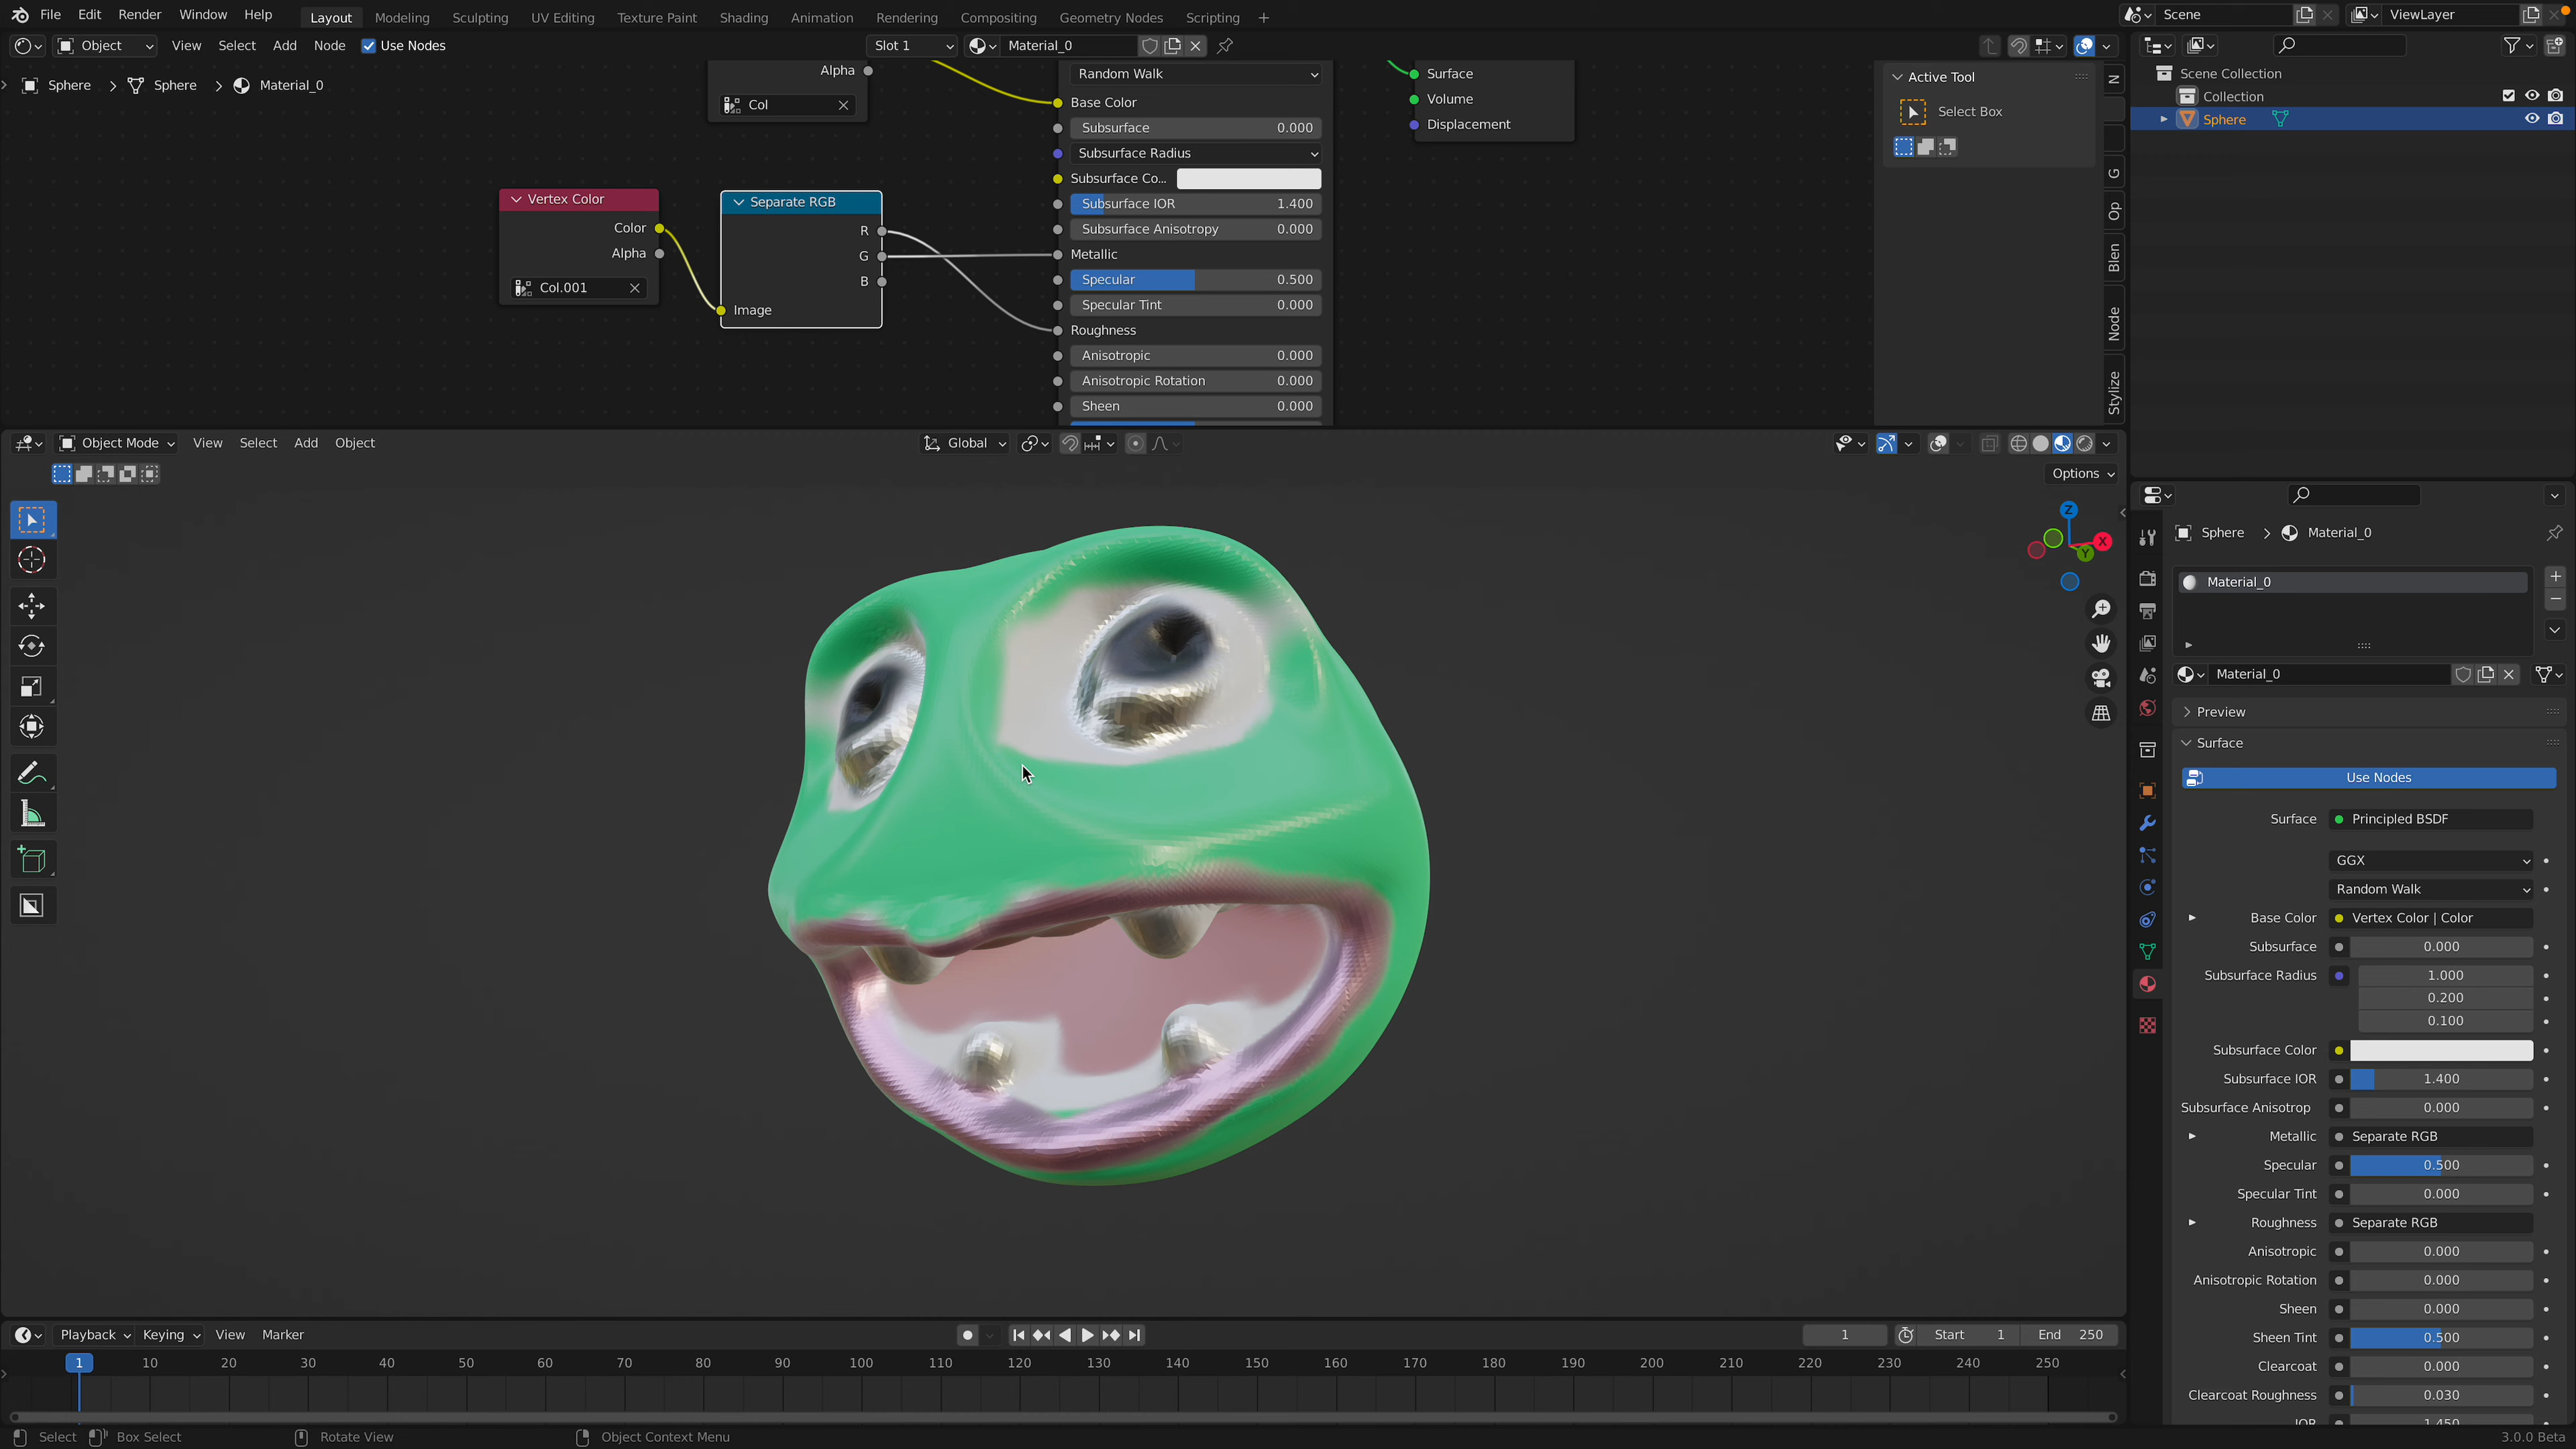 File Edit Render Window Help Layout Modeling Sculpting UV Editing Texture Paint Shading Animation Rendering Compositing Geometry Nodes Scripting + Scene ViewLayer
Object View Select Add Node Use Nodes Slot 1 Material_0
Sphere > Sphere > Material_0
Alpha
Col
Vertex Color
Color
Alpha
Col.001
Separate RGB
R
G
B
Image
Random Walk
Base Color
Subsurface 0.000
Subsurface Radius
Subsurface Co...
Subsurface IOR 1.400
Subsurface Anisotropy 0.000
Metallic
Specular 0.500
Specular Tint 0.000
Roughness
Anisotropic 0.000
Anisotropic Rotation 0.000
Sheen 0.000
Surface
Volume
Displacement
Active Tool
Select Box
N
G
Op
Blen
Node
Stylize
Scene Collection
Collection
Sphere
Object Mode View Select Add Object Global
Options
Z
X
Y
Sphere > Material_0
Material_0
Material_0
Preview
Surface
Use Nodes
Surface Principled BSDF
GGX
Random Walk
Base Color Vertex Color | Color
Subsurface 0.000
Subsurface Radius 1.000
0.200
0.100
Subsurface Color
Subsurface IOR 1.400
Subsurface Anisotrop 0.000
Metallic Separate RGB
Specular 0.500
Specular Tint 0.000
Roughness Separate RGB
Anisotropic 0.000
Anisotropic Rotation 0.000
Sheen 0.000
Sheen Tint 0.500
Clearcoat 0.000
Clearcoat Roughness 0.030
IOR 1.450
Playback Keying View Marker 1 Start 1 End 250
1 10 20 30 40 50 60 70 80 90 100 110 120 130 140 150 160 170 180 190 200 210 220 230 240 250
Select Box Select Rotate View Object Context Menu 3.0.0 Beta